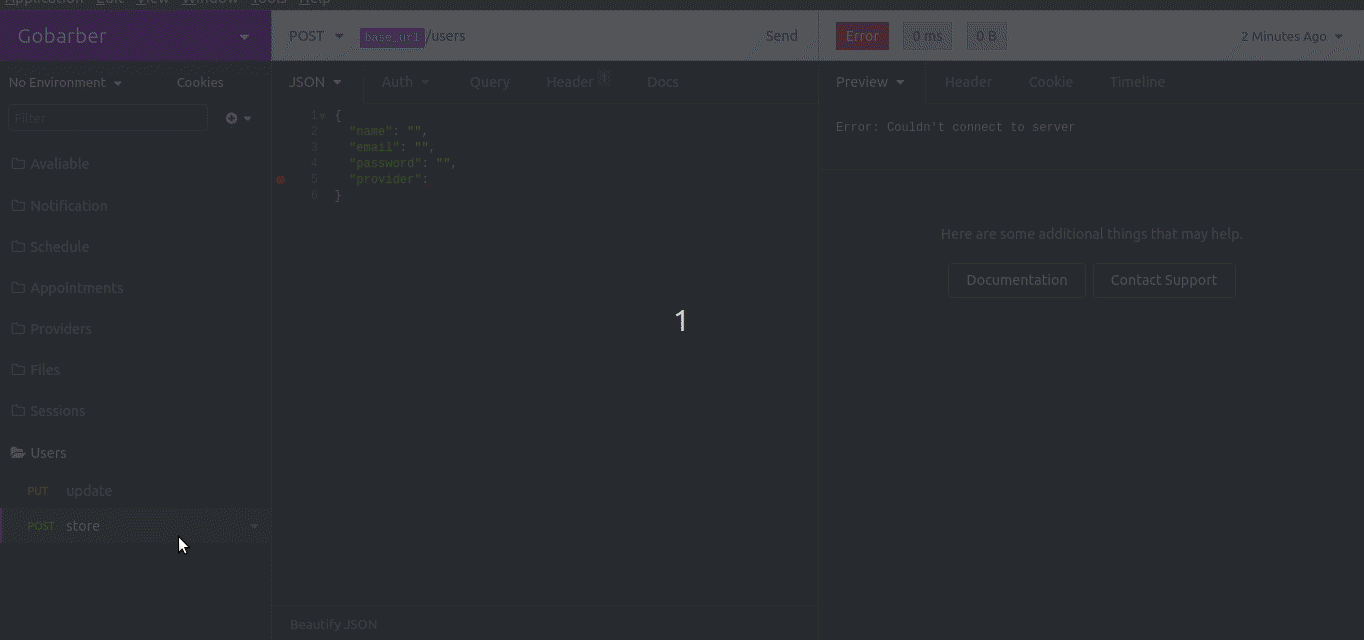 Application Edit View Window Tools Help
Gobarber
POST base_url/users Send
Error 0 ms 0 B 2 Minutes Ago
No Environment Cookies
JSON Auth Query Header 1 Docs
Preview Header Cookie Timeline
Filter
1 {
2 "name": "",
3 "email": "",
4 "password": "",
5 "provider":
6 }
Error: Couldn't connect to server
Avaliable
Notification
Schedule
Appointments
Providers
Files
Sessions
Users
PUT update
POST store
Here are some additional things that may help.
Documentation Contact Support
1
Beautify JSON